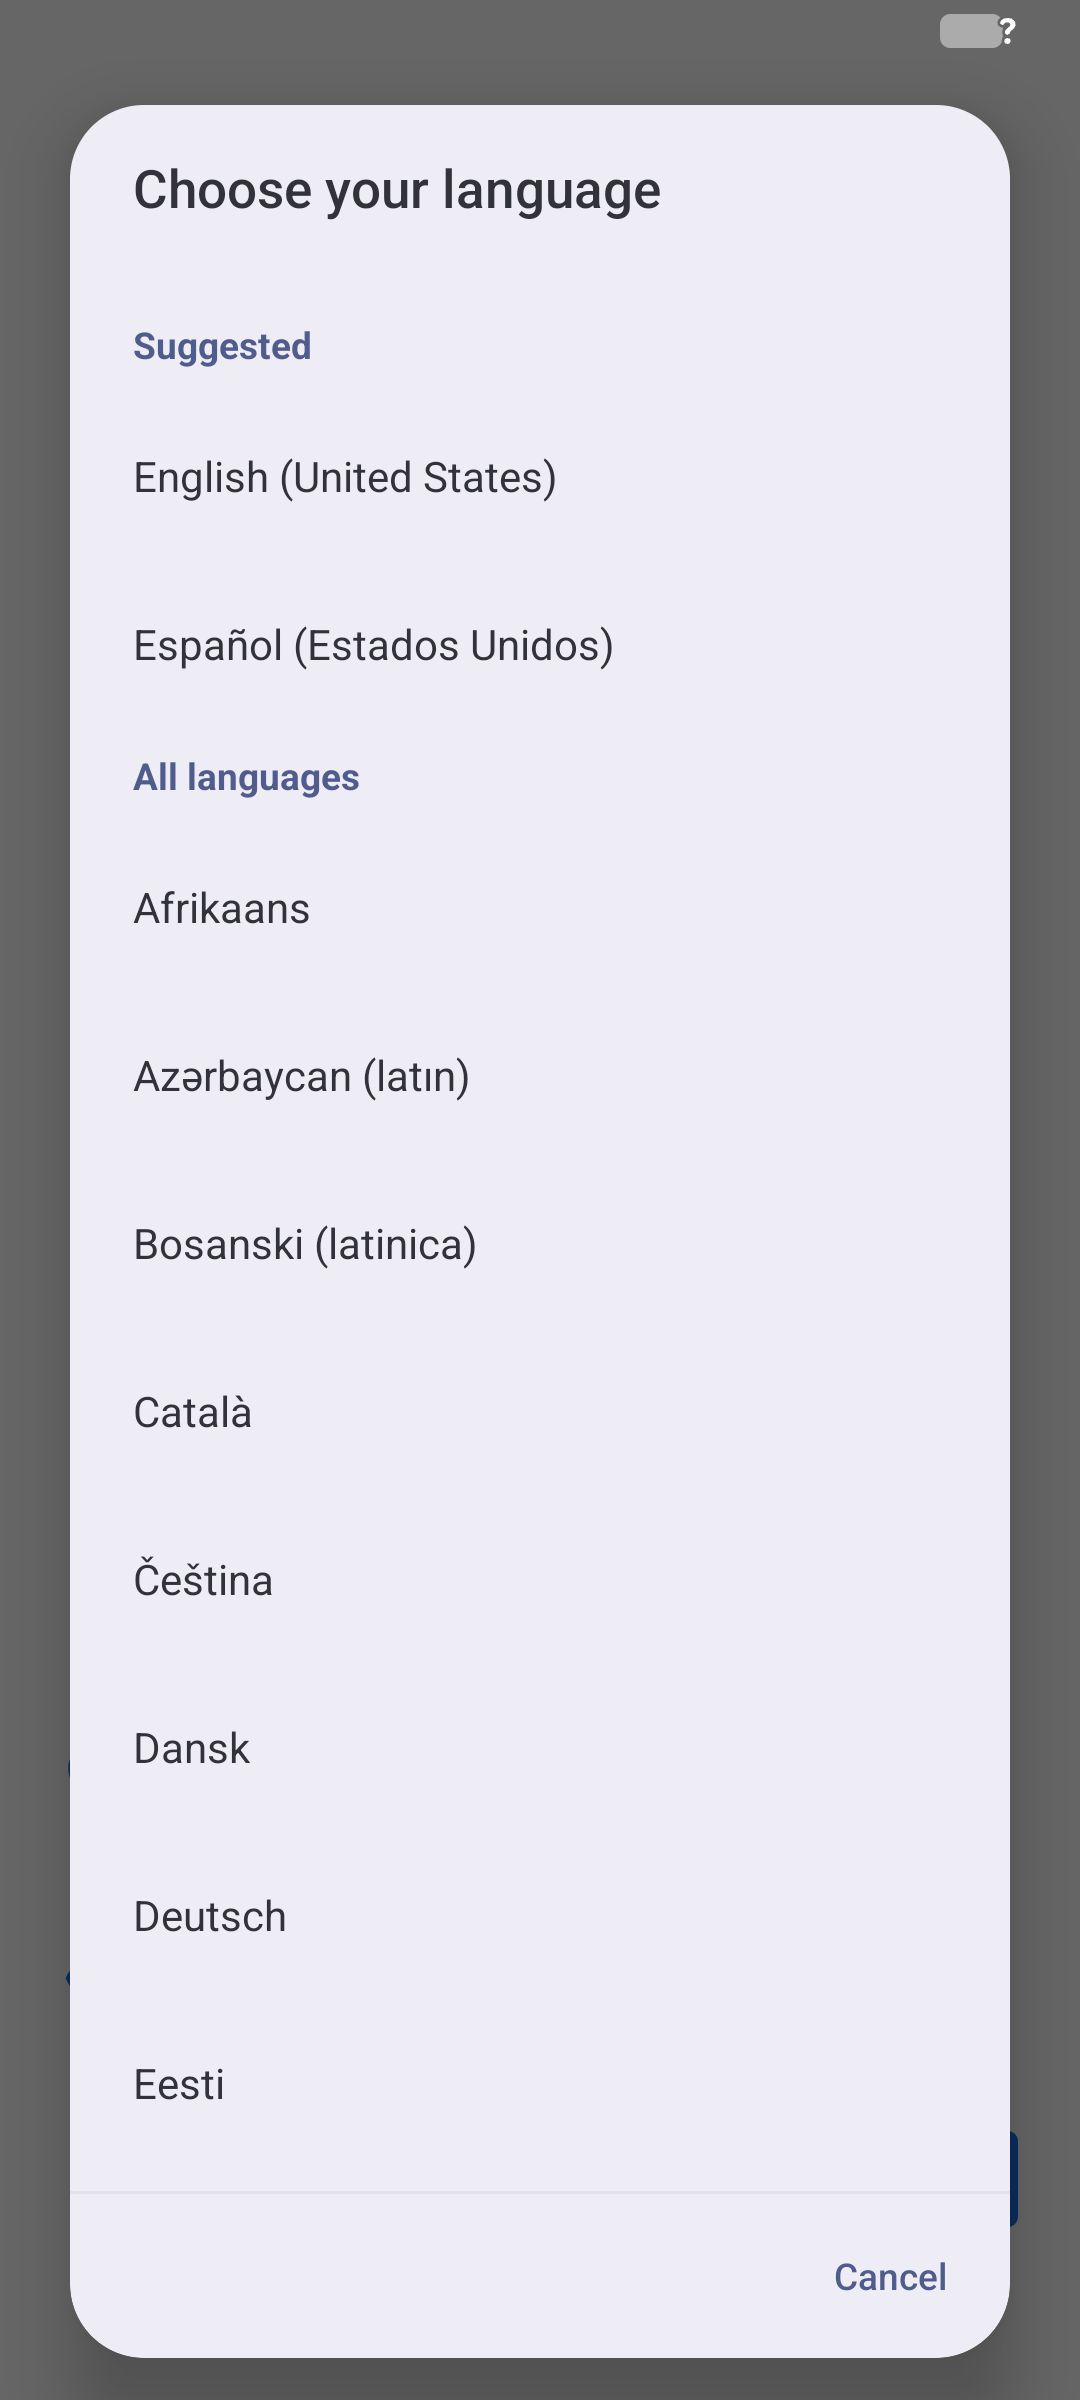 ?
Choose your language
Suggested
English (United States)
Español (Estados Unidos)
All languages
Afrikaans
Azərbaycan (latın)
Bosanski (latinica)
Català
Čeština
Dansk
Deutsch
Eesti
Cancel